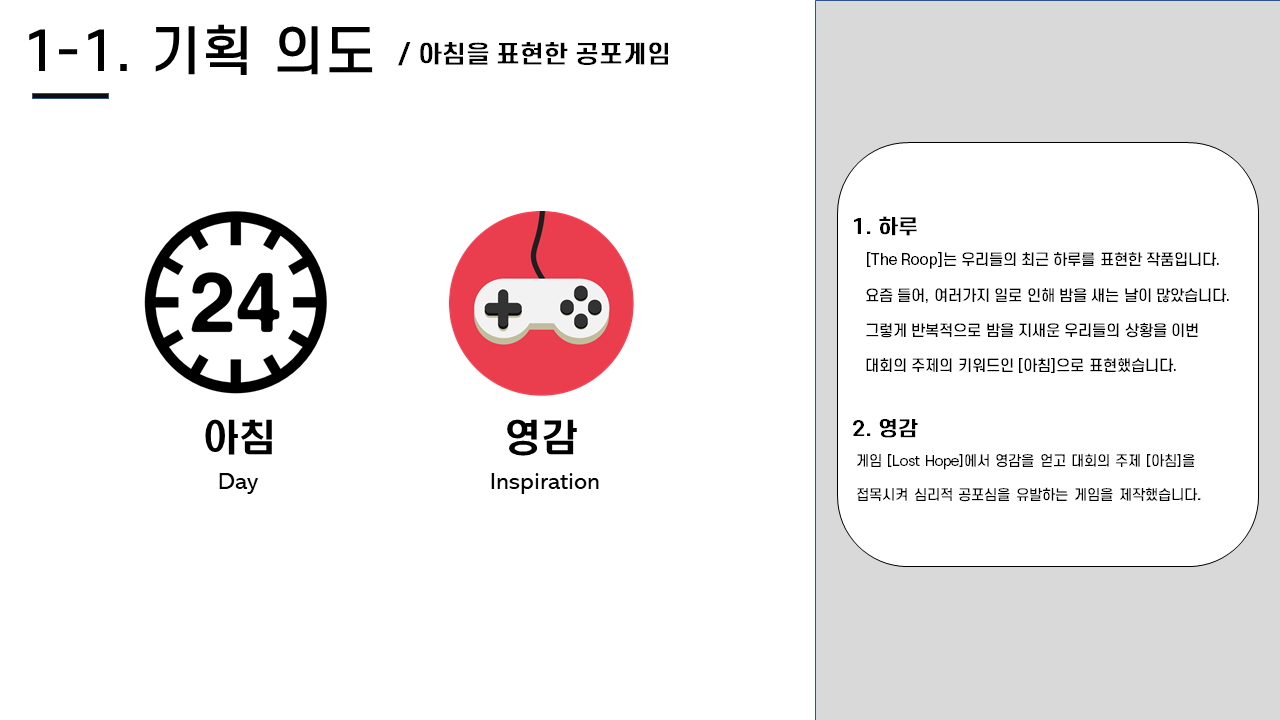 1-1. 기획 의도 / 아침을 표현한 공포게임
24
아침
Day
영감
Inspiration
1. 하루
[The Roop]는 우리들의 최근 하루를 표현한 작품입니다.
요즘 들어, 여러가지 일로 인해 밤을 새는 날이 많았습니다.
그렇게 반복적으로 밤을 지새운 우리들의 상황을 이번
대회의 주제의 키워드인 [아침]으로 표현했습니다.
2. 영감
게임 [Lost Hope]에서 영감을 얻고 대회의 주제 [아침]을
접목시켜 심리적 공포심을 유발하는 게임을 제작했습니다.